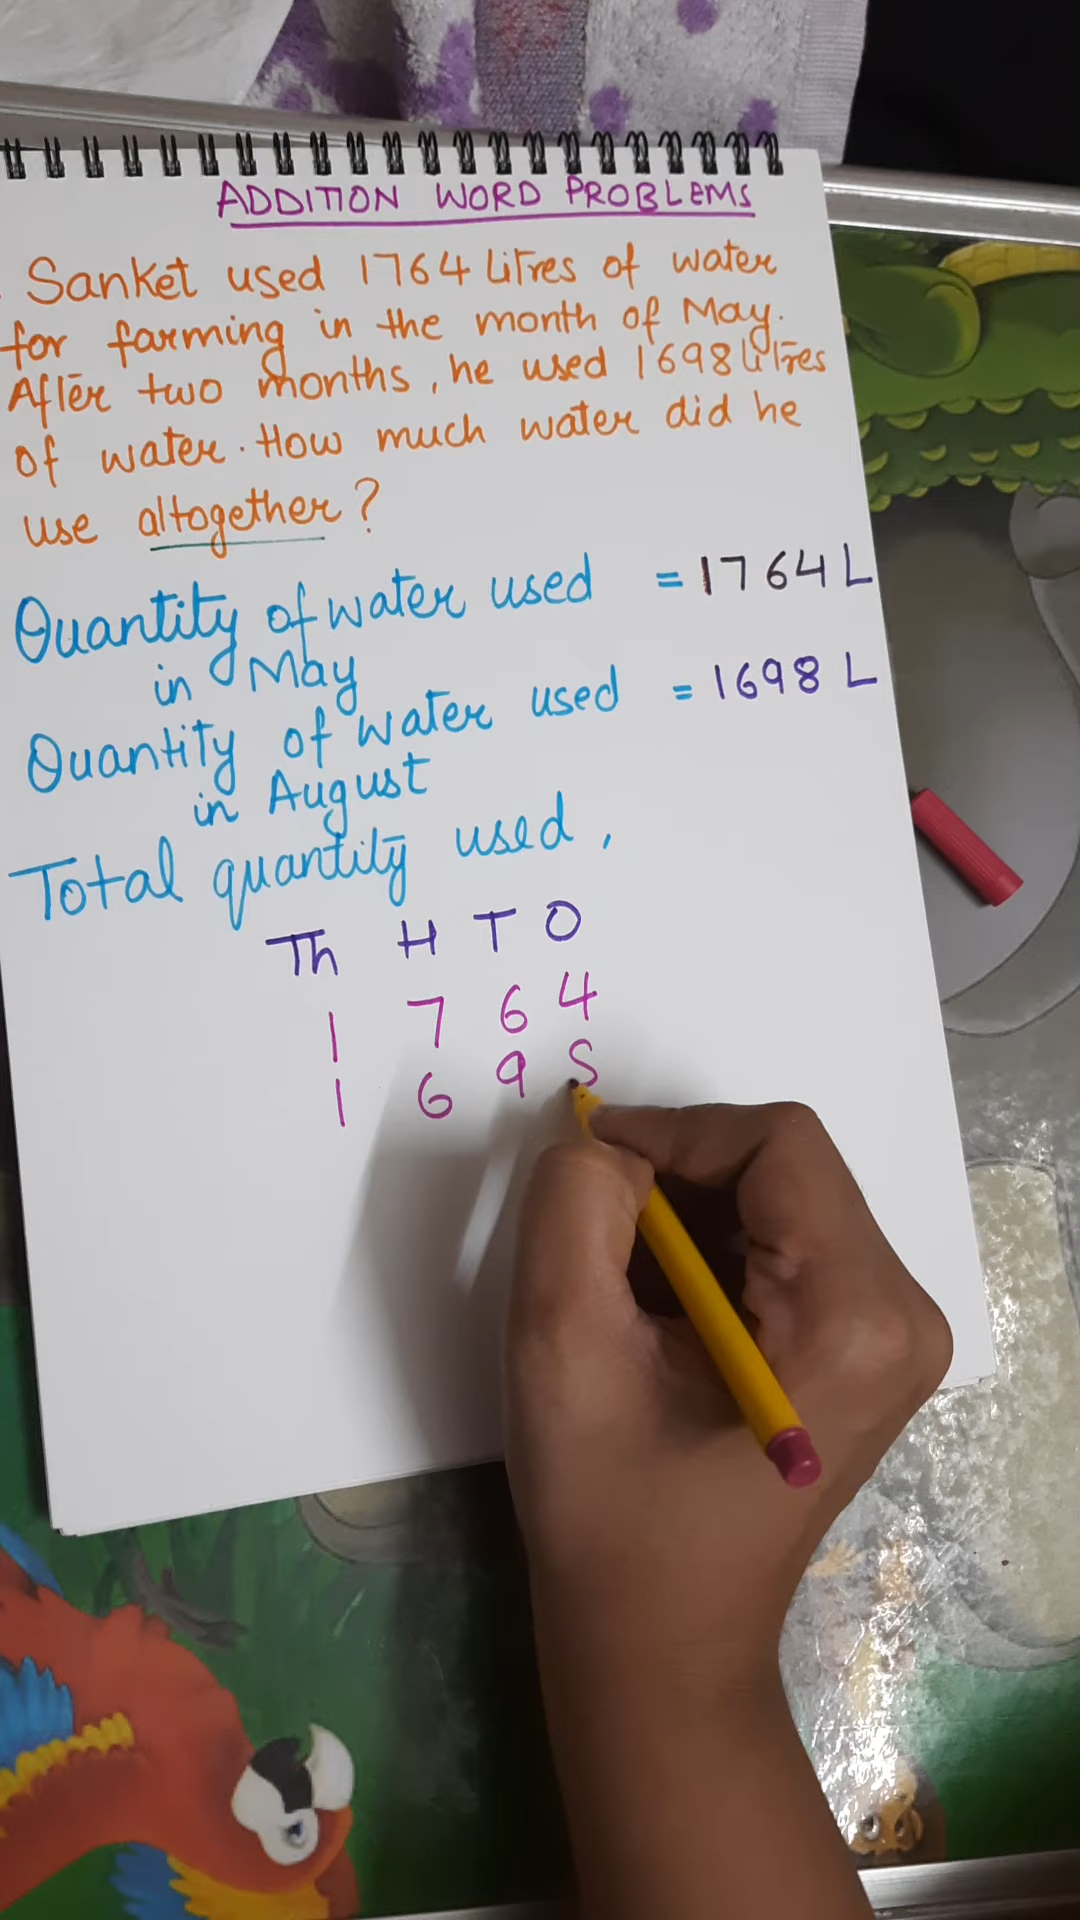 ADDITION WORD PROBLEMS
Sanket used 1764 Litres of water
for farming in the month of May.
After two months, he used 1698 Litres
of water. How much water did he
use altogether?
Quantity of water used = 1764 L
in May
Quantity of water used = 1698 L
in August
Total quantity used,
Th H T O
1 7 6 4
1 6 9